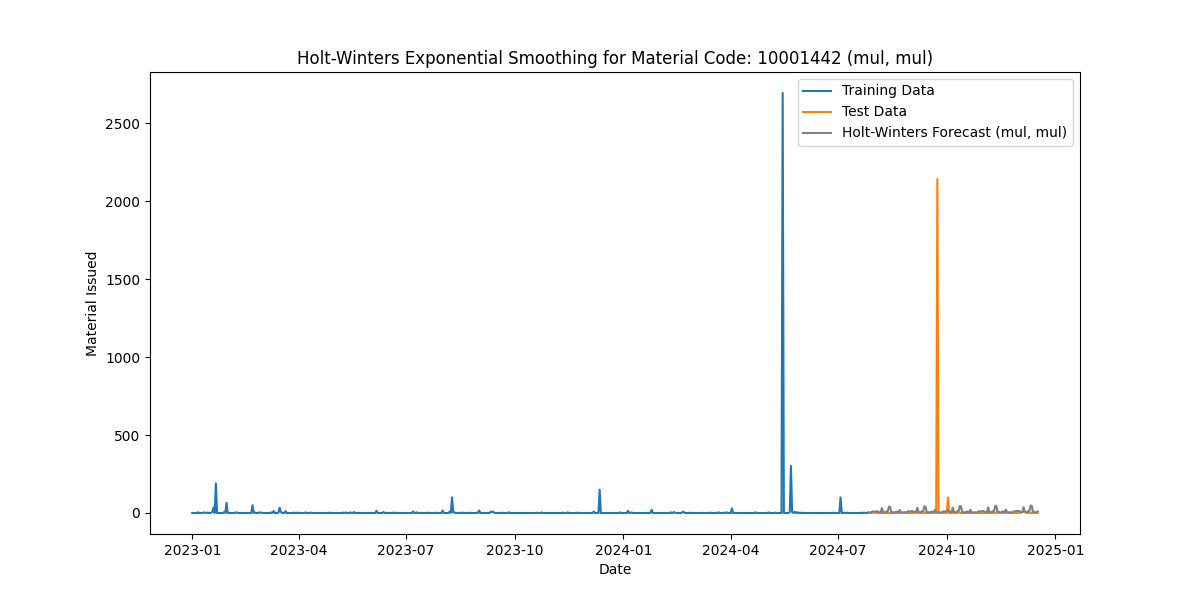 Holt-Winters Exponential Smoothing for Material Code: 10001442 (mul, mul)
Training Data
Test Data
Holt-Winters Forecast (mul, mul)
Material Issued
2500
2000
1500
1000
500
0
2023-01 2023-04 2023-07 2023-10 2024-01 2024-04 2024-07 2024-10 2025-01
Date